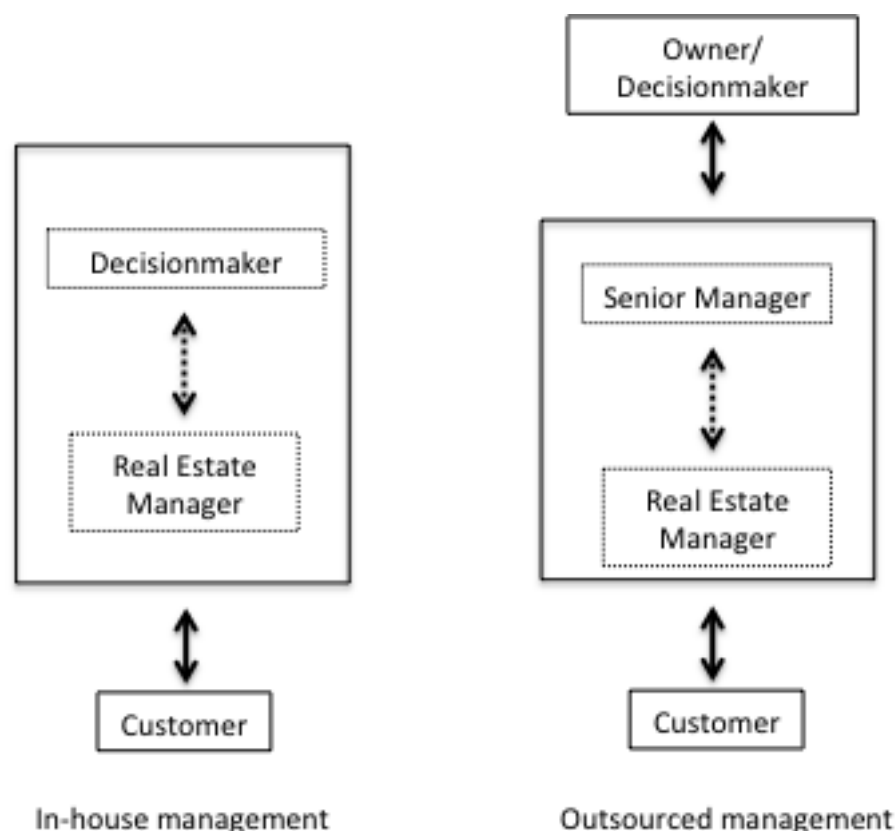 Decisionmaker
Real Estate
Manager
Customer
In-house management
Owner/
Decisionmaker
Senior Manager
Real Estate
Manager
Customer
Outsourced management